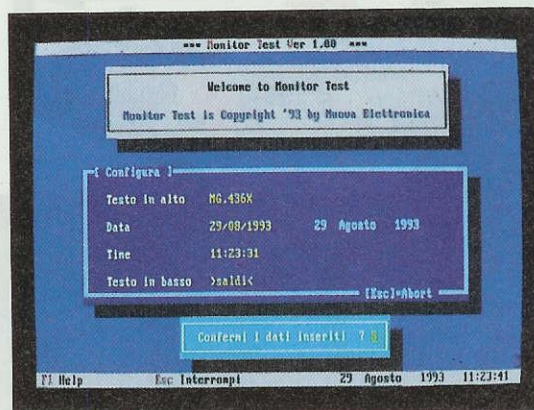 *** Monitor Test Ver 1.00 ***
Welcome to Monitor Test
Monitor Test is Copyright '93 by Nuova Elettronica
[ Configura ]
Testo in alto MG.436X
Data 29/08/1993 29 Agosto 1993
Time 11:23:31
Testo in basso >saldi<
[Esc]=Abort
Confermi i dati inseriti ? S
F1 Help Esc Interrompi 29 Agosto 1993 11:23:41